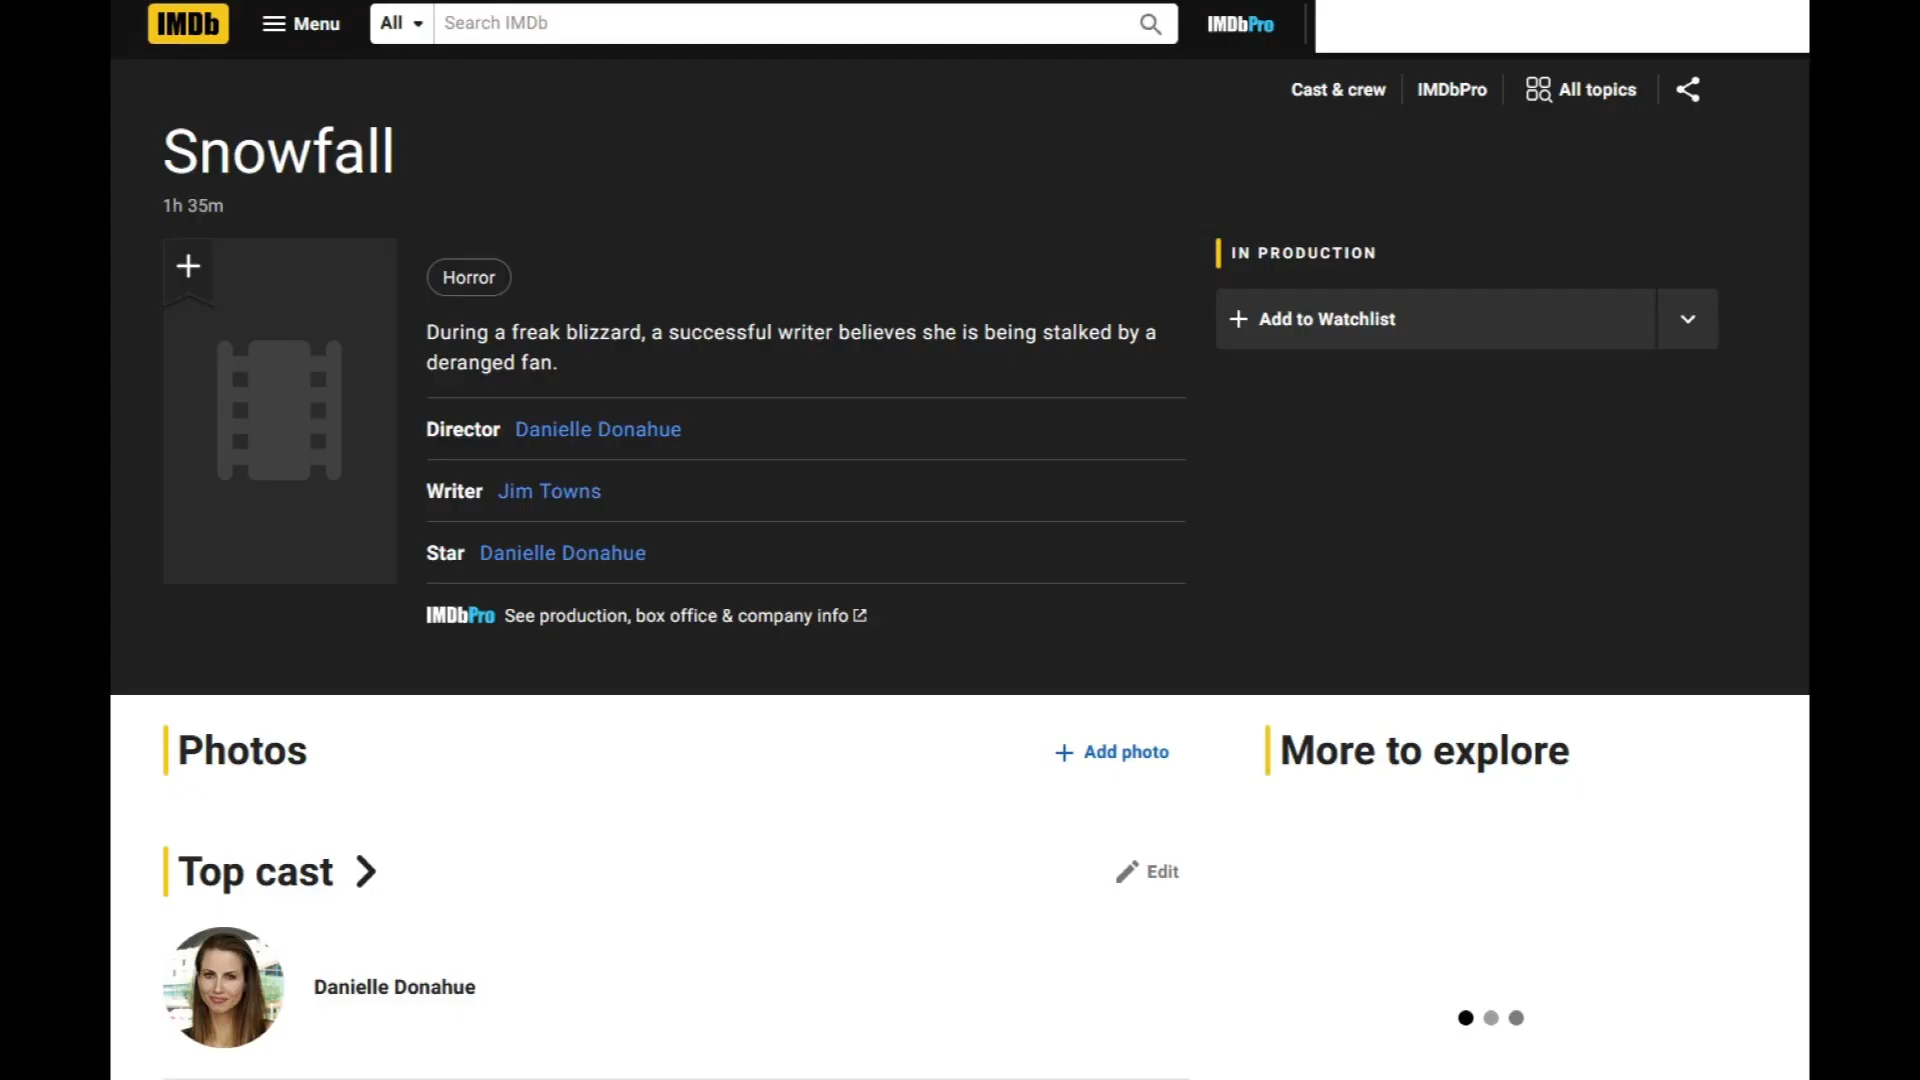 IMDb Menu All Search IMDb IMDbPro
Cast & crew IMDbPro All topics
Snowfall
1h 35m
Horror
IN PRODUCTION
Add to Watchlist
During a freak blizzard, a successful writer believes she is being stalked by a
deranged fan.
Director Danielle Donahue
Writer Jim Towns
Star Danielle Donahue
IMDbPro See production, box office & company info
Photos
Add photo
More to explore
Top cast
Edit
Danielle Donahue